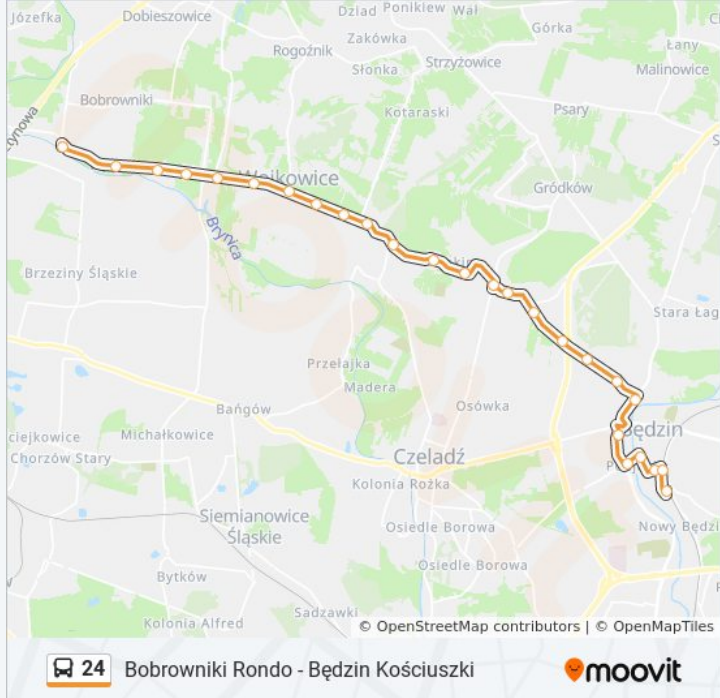 Józefka
Dobieszowice
Dziad
Ponikiew
Wał
Zakówka
Górka
Rogoźnik
Łany
Słonka
Strzyżowice
Malinowice
Bobrowniki
Kotaraski
Psary
Wojkowice
Gródków
Brynica
Brzeziny Śląskie
Stara Łag
Przełajka
Madera
Bańgów
Osówka
Michałkowice
Chorzów Stary
Będzin
Czeladź
Kolonia Rożka
Siemianowice
Śląskie
Osiedle Borowa
Nowy Będzi
Osiedle Borowa
Bytków
Sadzawki
Kolonia Alfred
© OpenStreetMap contributors | © OpenMapTiles
24 Bobrowniki Rondo - Będzin Kościuszki
moovit